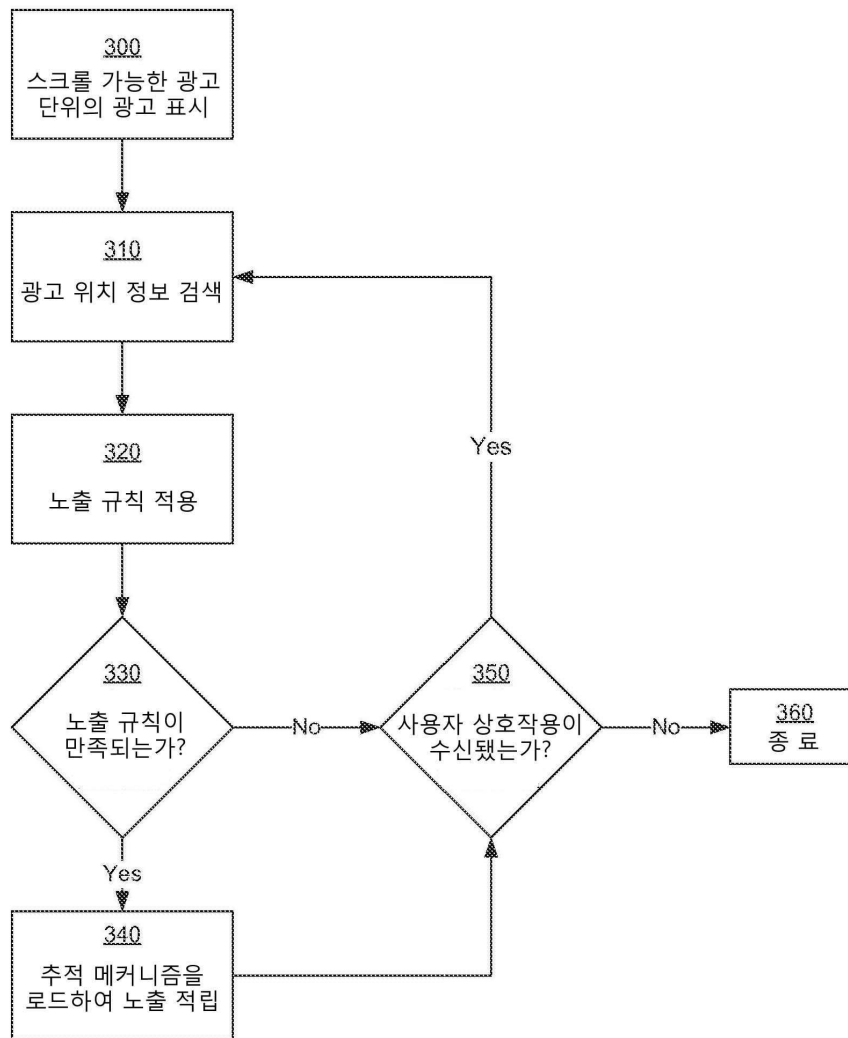 300
스크롤 가능한 광고
단위의 광고 표시
310
광고 위치 정보 검색
320
노출 규칙 적용
Yes
330
노출 규칙이
만족되는가?
No
350
사용자 상호작용이
수신됐는가?
No
360
종 료
Yes
340
추적 메커니즘을
로드하여 노출 적립